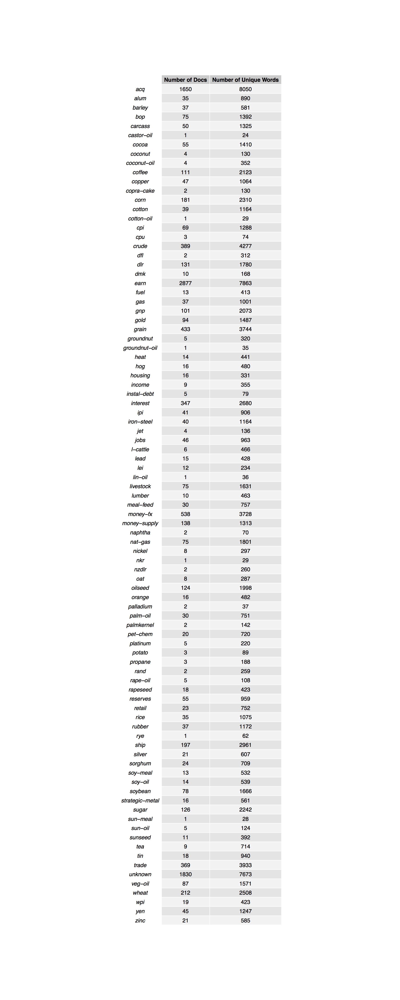 Number of Docs Number of Unique Words
acq 1650 8050
alum 35 890
barley 37 581
bop 75 1392
carcass 50 1325
castor−oil 1 24
cocoa 55 1410
coconut 4 130
coconut−oil 4 352
coffee 111 2123
copper 47 1064
copra−cake 2 130
corn 181 2310
cotton 39 1164
cotton−oil 1 29
cpi 69 1288
cpu 3 74
crude 389 4277
dfl 2 312
dlr 131 1780
dmk 10 168
earn 2877 7863
fuel 13 413
gas 37 1001
gnp 101 2073
gold 94 1487
grain 433 3744
groundnut 5 320
groundnut−oil 1 35
heat 14 441
hog 16 480
housing 16 331
income 9 355
instal−debt 5 79
interest 347 2680
ipi 41 906
iron−steel 40 1164
jet 4 136
jobs 46 963
l−cattle 6 466
lead 15 428
lei 12 234
lin−oil 1 36
livestock 75 1631
lumber 10 463
meal−feed 30 757
money−fx 538 3728
money−supply 138 1313
naphtha 2 70
nat−gas 75 1801
nickel 8 297
nkr 1 29
nzdlr 2 260
oat 8 287
oilseed 124 1998
orange 16 482
palladium 2 37
palm−oil 30 751
palmkernel 2 142
pet−chem 20 720
platinum 5 220
potato 3 89
propane 3 188
rand 2 259
rape−oil 5 108
rapeseed 18 423
reserves 55 959
retail 23 752
rice 35 1075
rubber 37 1172
rye 1 62
ship 197 2961
silver 21 607
sorghum 24 709
soy−meal 13 532
soy−oil 14 539
soybean 78 1666
strategic−metal 16 561
sugar 126 2242
sun−meal 1 28
sun−oil 5 124
sunseed 11 392
tea 9 714
tin 18 940
trade 369 3933
unknown 1830 7673
veg−oil 87 1571
wheat 212 2508
wpi 19 423
yen 45 1247
zinc 21 585